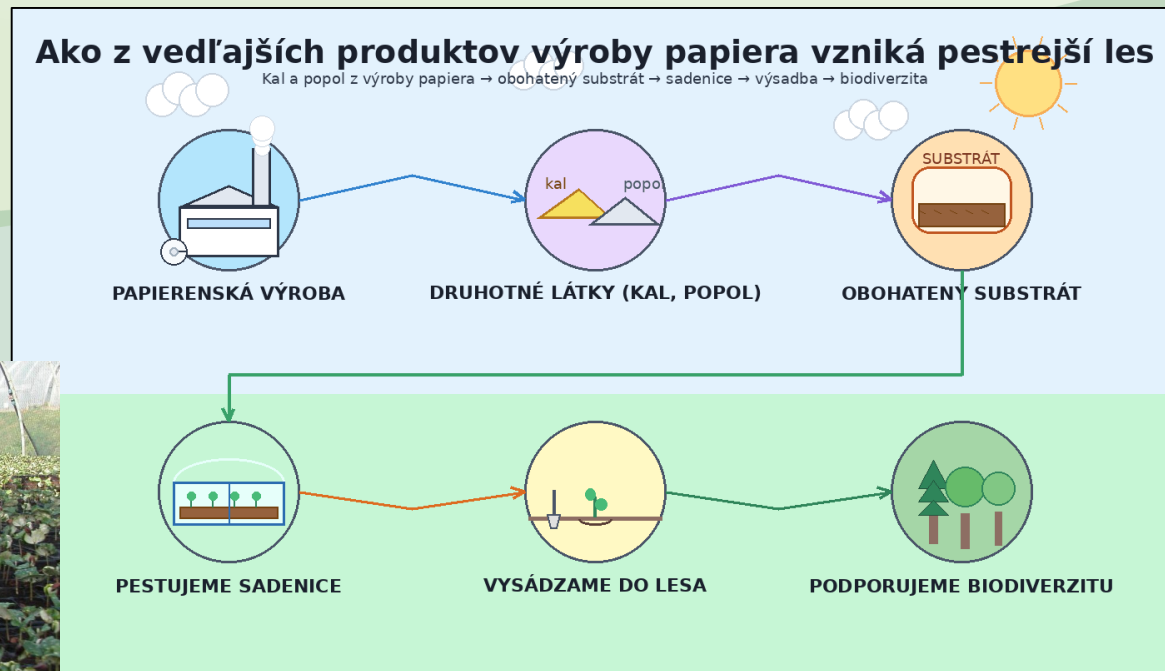 Ako z vedľajších produktov výroby papiera vzniká pestrejší les
Kal a popol z výroby papiera → obohatený substrát → sadenice → výsadba → biodiverzita
kal
popol
SUBSTRÁT
PAPIERENSKÁ VÝROBA
DRUHOTNÉ LÁTKY (KAL, POPOL)
OBOHATENÝ SUBSTRÁT
PESTUJEME SADENICE
VYSÁDZAME DO LESA
PODPORUJEME BIODIVERZITU